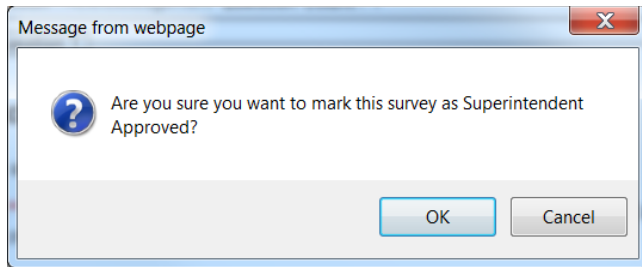 Message from webpage
Are you sure you want to mark this survey as Superintendent
Approved?
OK
Cancel